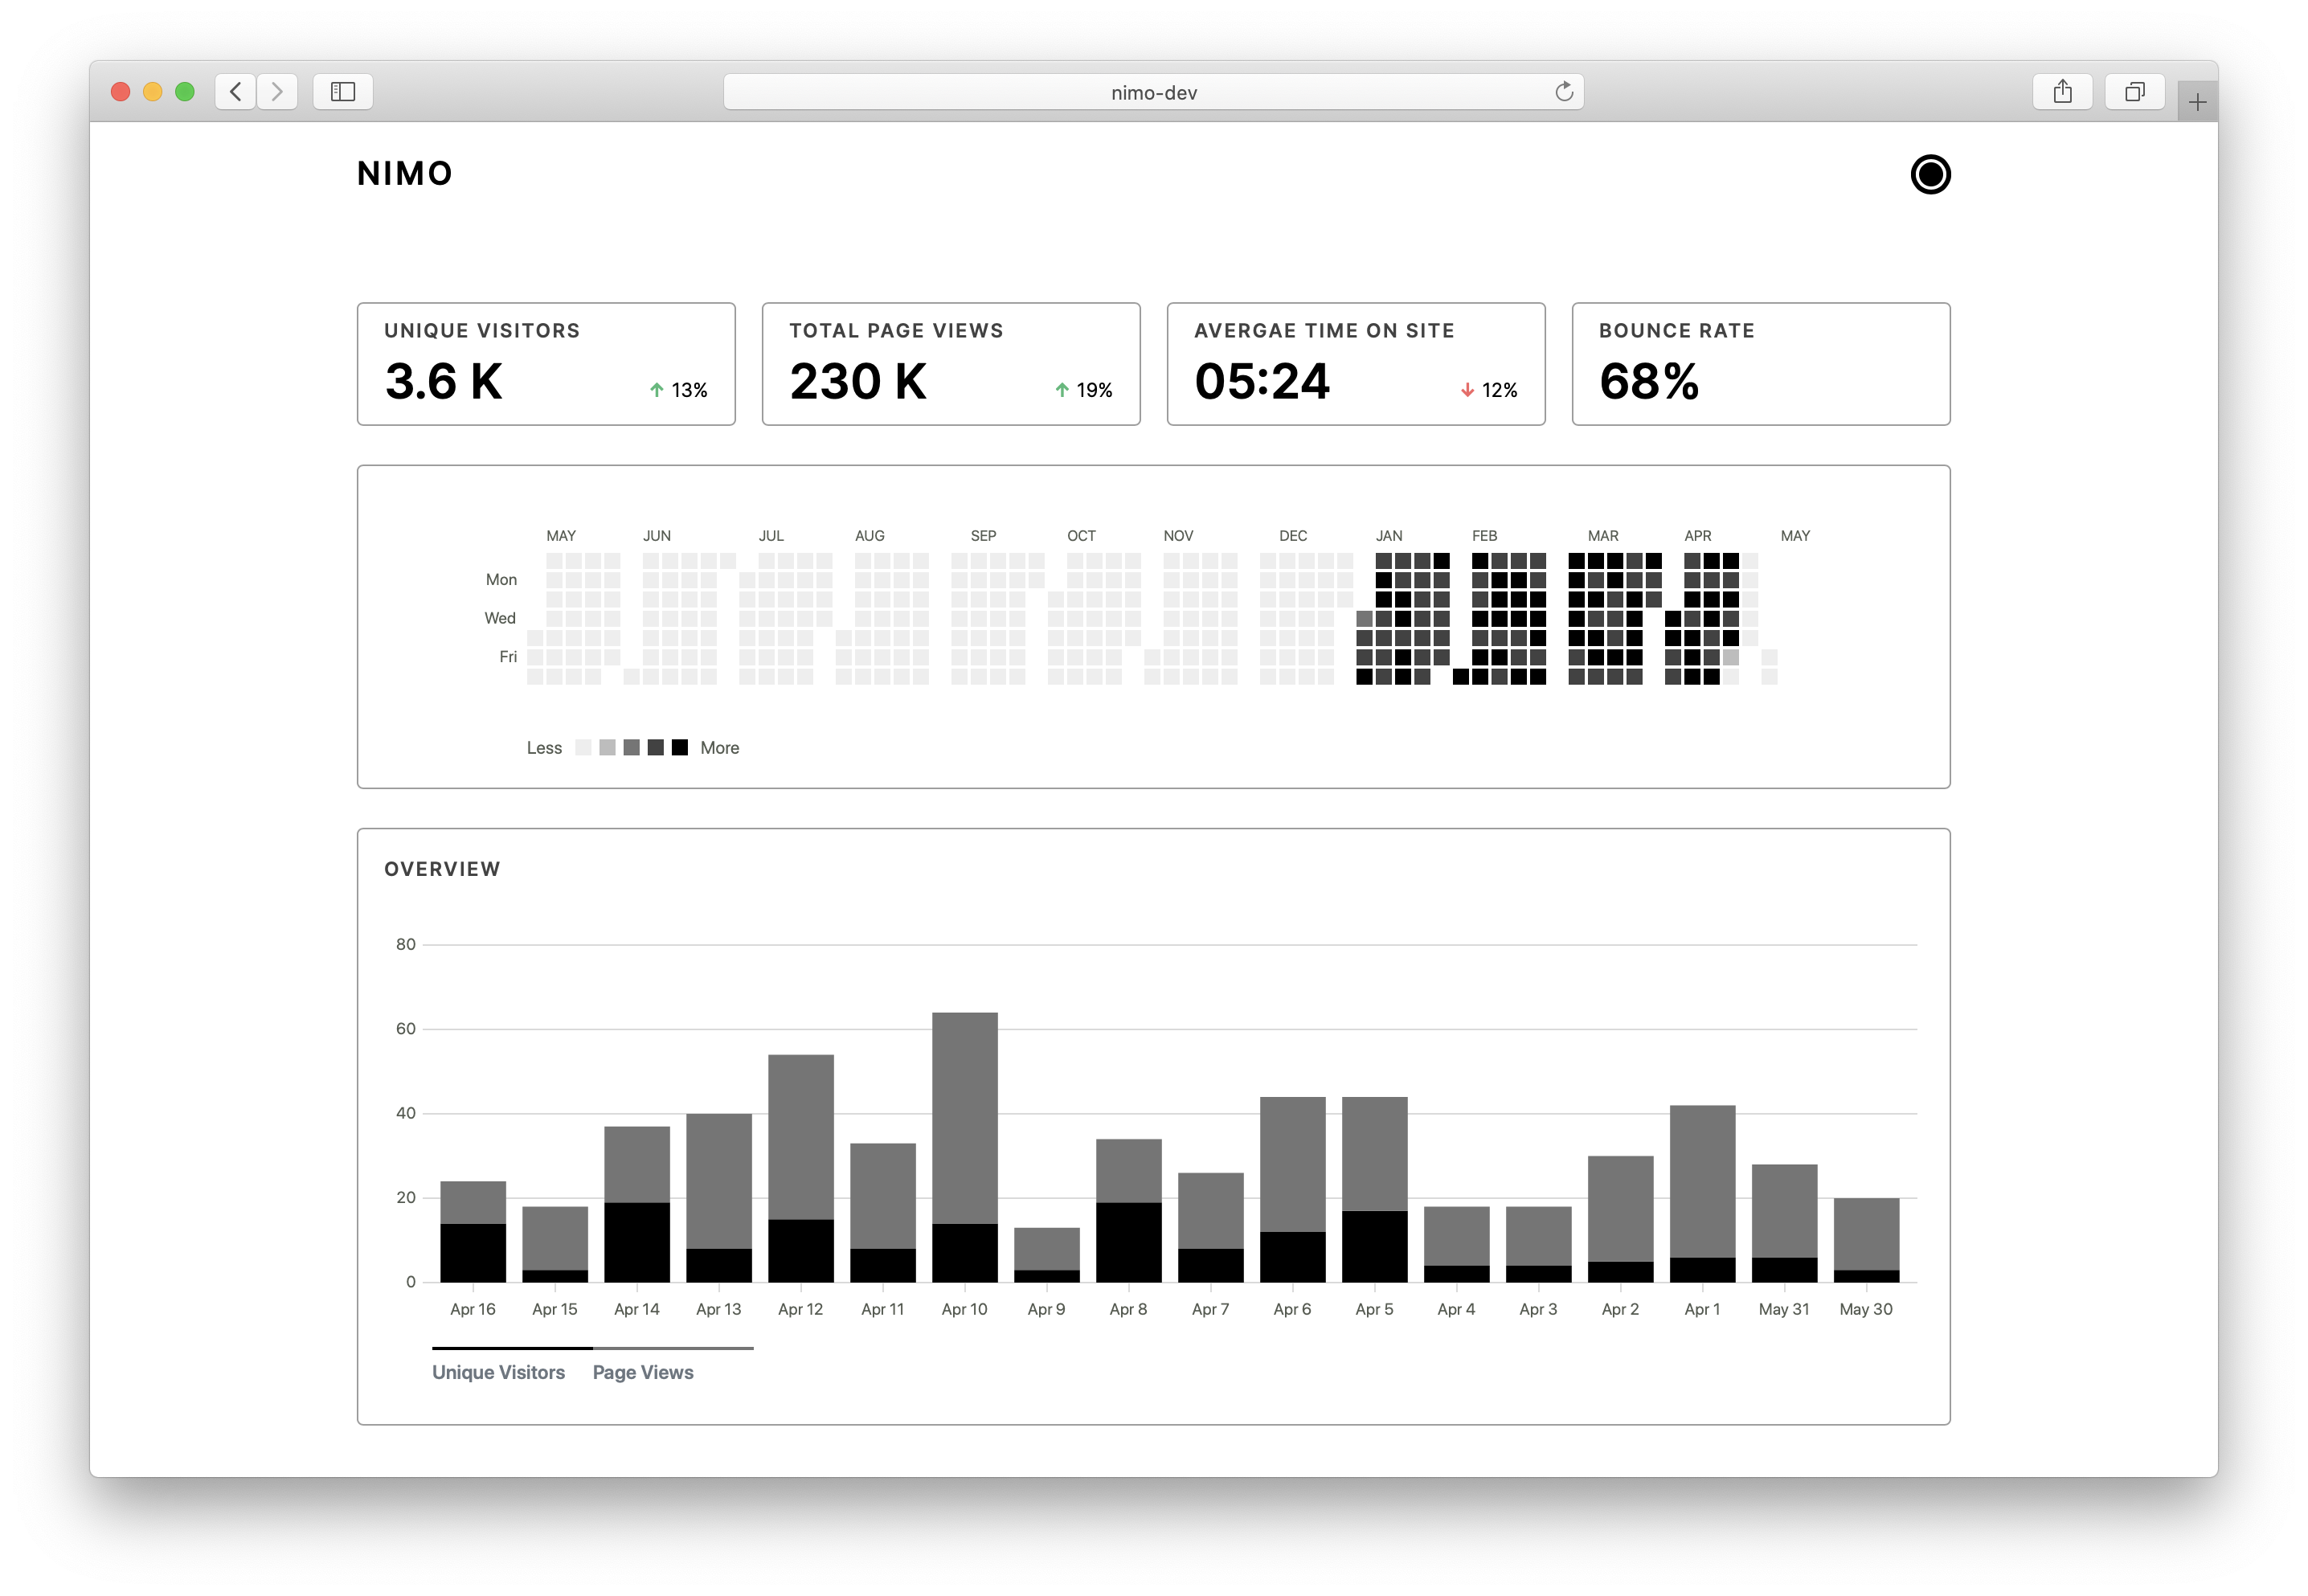 nimo-dev
NIMO
UNIQUE VISITORS
3.6 K
13%
TOTAL PAGE VIEWS
230 K
19%
AVERGAE TIME ON SITE
05:24
12%
BOUNCE RATE
68%
MAY JUN JUL AUG SEP OCT NOV DEC JAN FEB MAR APR MAY
Mon
Wed
Fri
Less More
OVERVIEW
80
60
40
20
0
Apr 16 Apr 15 Apr 14 Apr 13 Apr 12 Apr 11 Apr 10 Apr 9 Apr 8 Apr 7 Apr 6 Apr 5 Apr 4 Apr 3 Apr 2 Apr 1 May 31 May 30
Unique Visitors Page Views